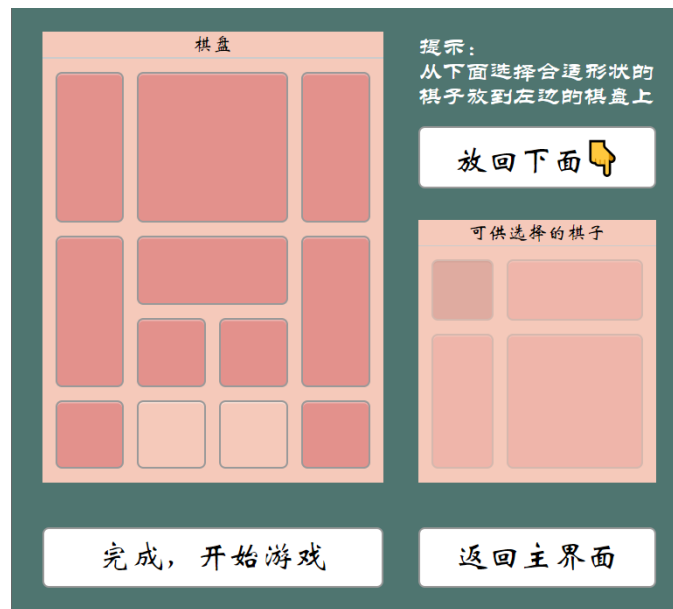 棋盘
提示：
从下面选择合适形状的
棋子放到左边的棋盘上
放回下面👇
可供选择的棋子
完成，开始游戏
返回主界面